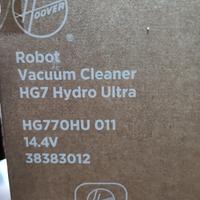 HOOVER
Robot
Vacuum Cleaner
HG7 Hydro Ultra
HG770HU 011
14.4V
38383012